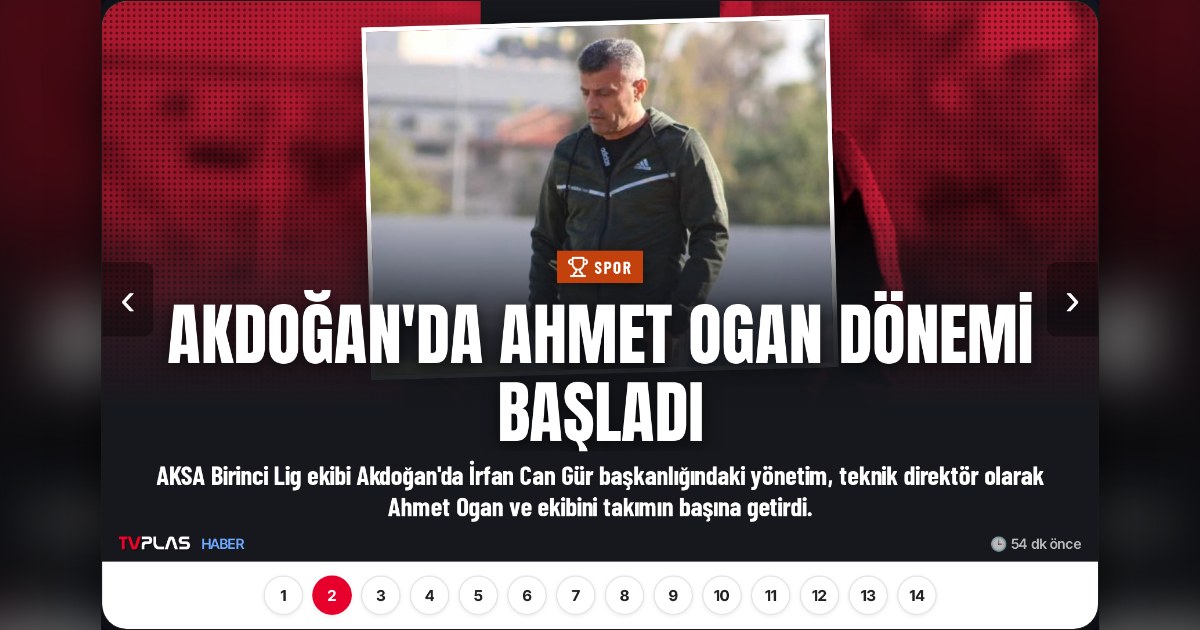 SPOR
AKDOĞAN'DA AHMET OGAN DÖNEMİ
BAŞLADI
AKSA Birinci Lig ekibi Akdoğan'da İrfan Can Gür başkanlığındaki yönetim, teknik direktör olarak
Ahmet Ogan ve ekibini takımın başına getirdi.
TVPLAS HABER
54 dk önce
1 2 3 4 5 6 7 8 9 10 11 12 13 14